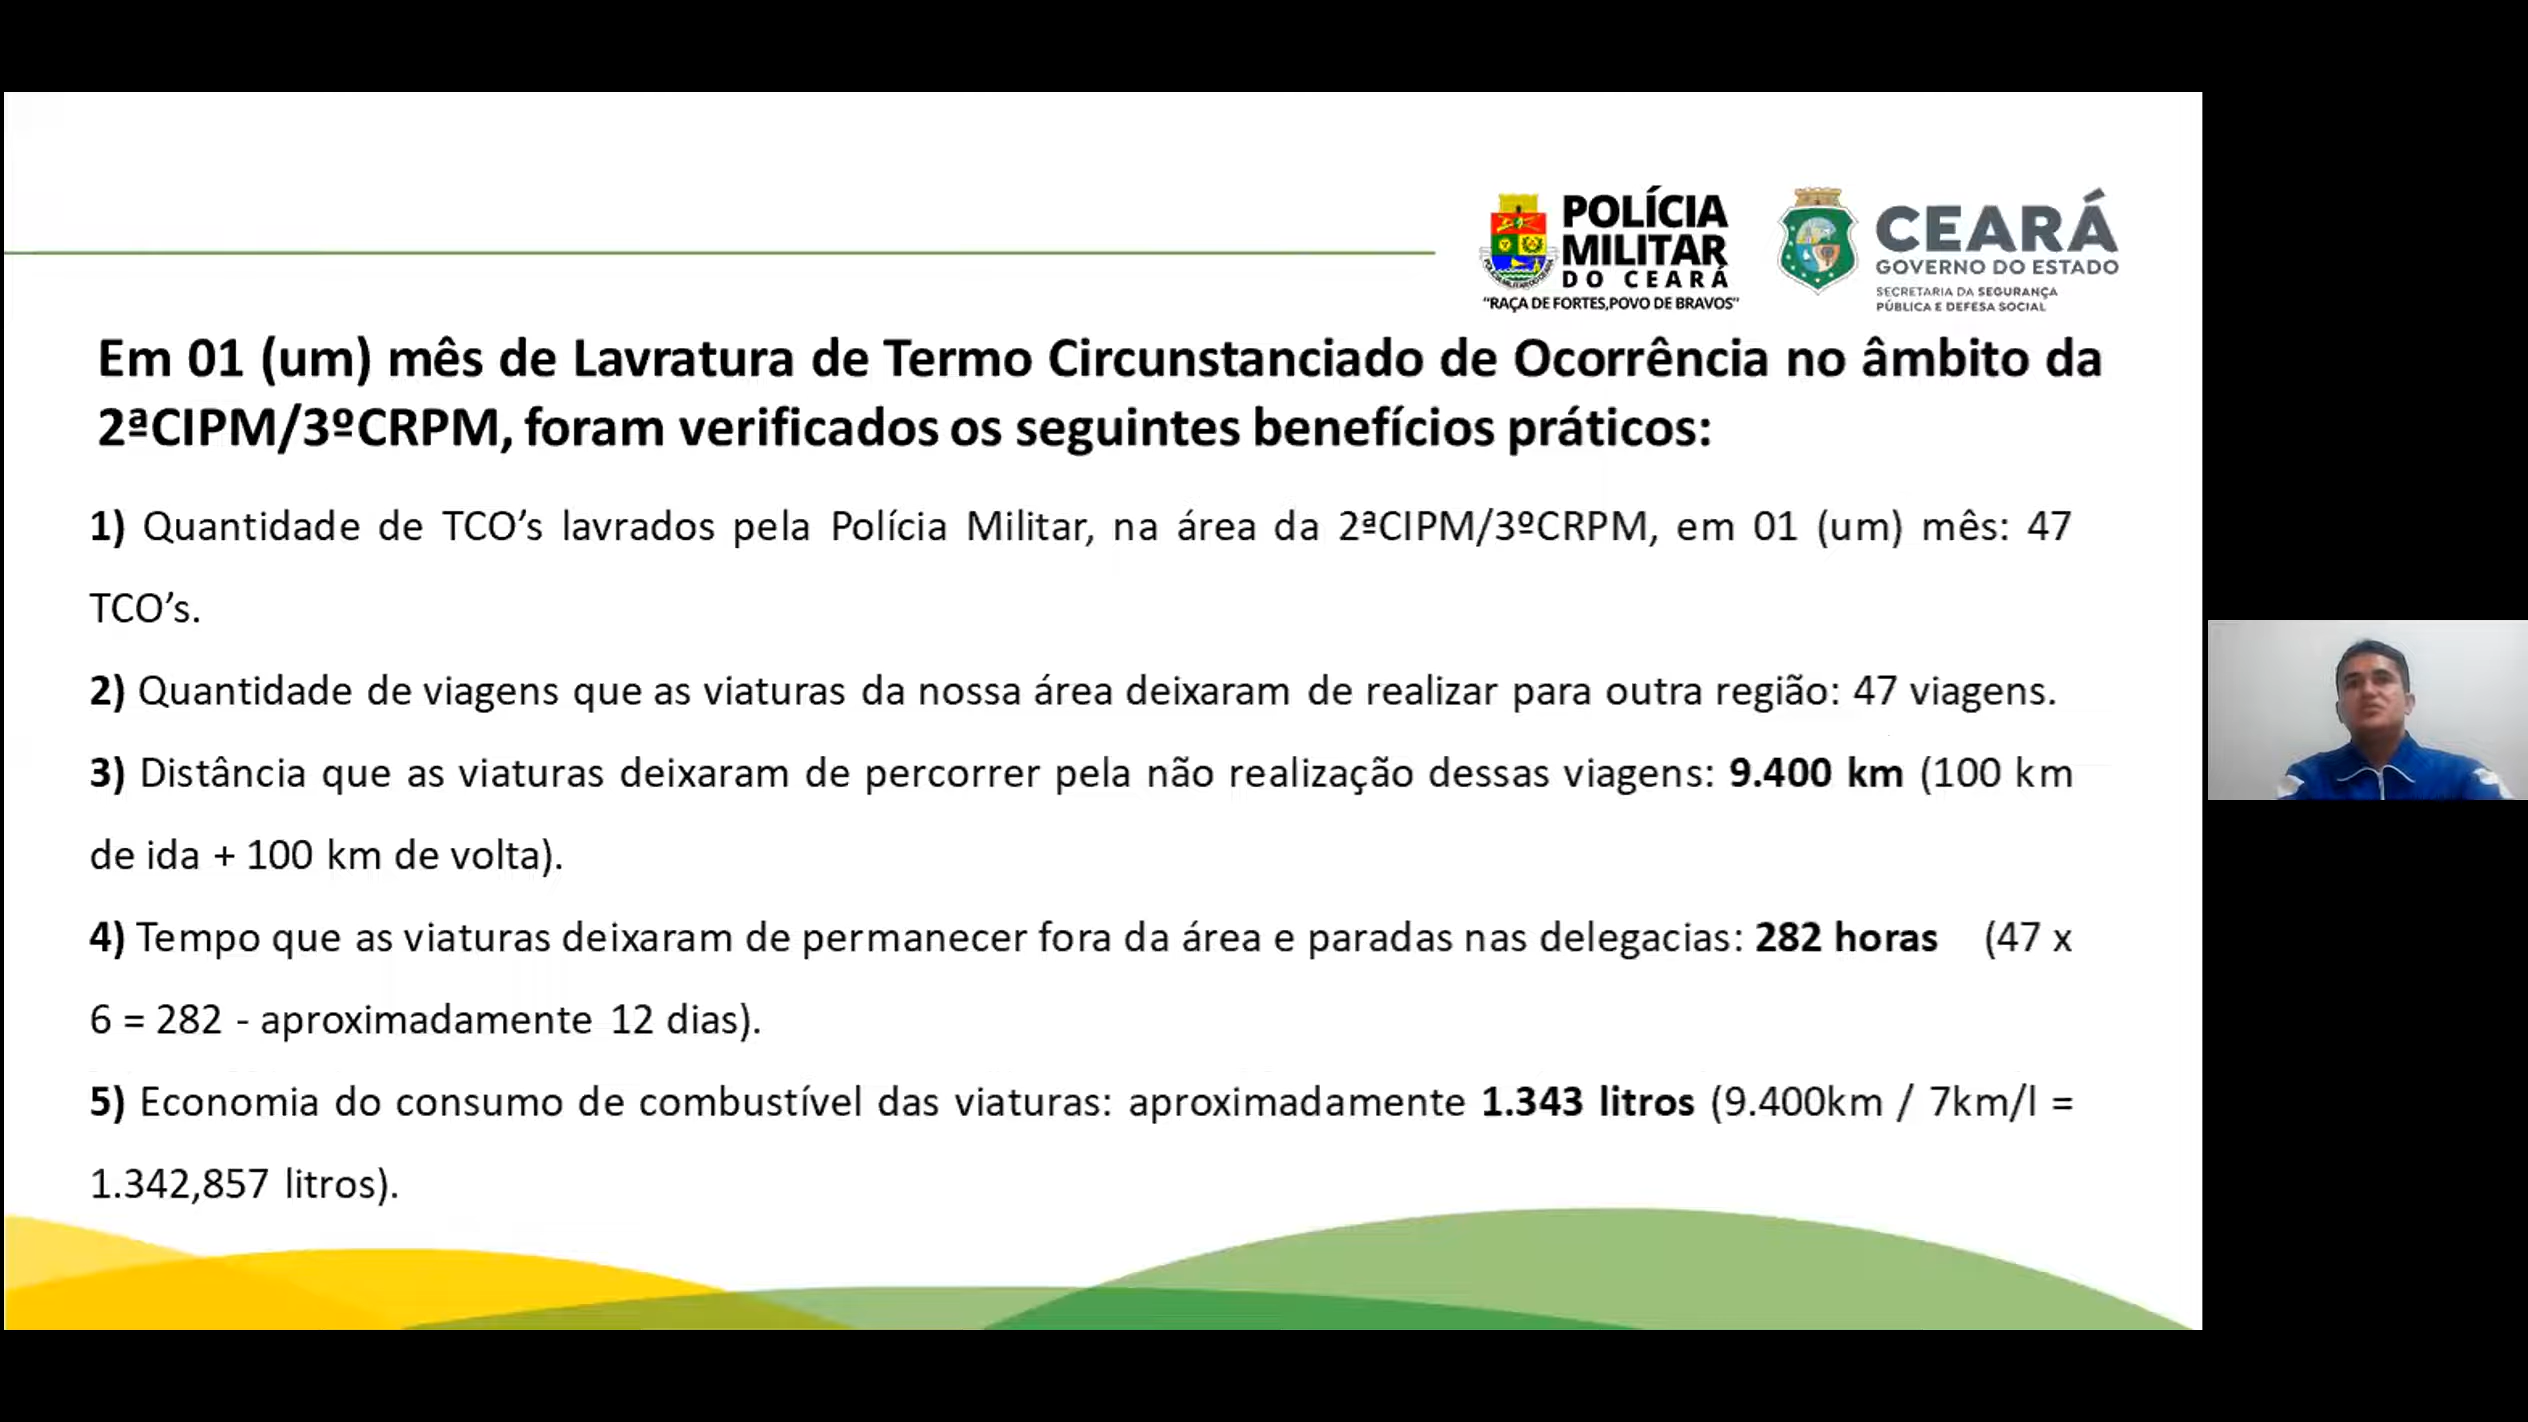 POLÍCIA
MILITAR
DO CEARÁ
“RAÇA DE FORTES,POVO DE BRAVOS”
CEARÁ
GOVERNO DO ESTADO
SECRETARIA DA SEGURANÇA
PÚBLICA E DEFESA SOCIAL
Em 01 (um) mês de Lavratura de Termo Circunstanciado de Ocorrência no âmbito da
2ªCIPM/3ºCRPM, foram verificados os seguintes benefícios práticos:
1) Quantidade de TCO’s lavrados pela Polícia Militar, na área da 2ªCIPM/3ºCRPM, em 01 (um) mês: 47
TCO’s.
2) Quantidade de viagens que as viaturas da nossa área deixaram de realizar para outra região: 47 viagens.
3) Distância que as viaturas deixaram de percorrer pela não realização dessas viagens: 9.400 km (100 km
de ida + 100 km de volta).
4) Tempo que as viaturas deixaram de permanecer fora da área e paradas nas delegacias: 282 horas (47 x
6 = 282 - aproximadamente 12 dias).
5) Economia do consumo de combustível das viaturas: aproximadamente 1.343 litros (9.400km / 7km/l =
1.342,857 litros).